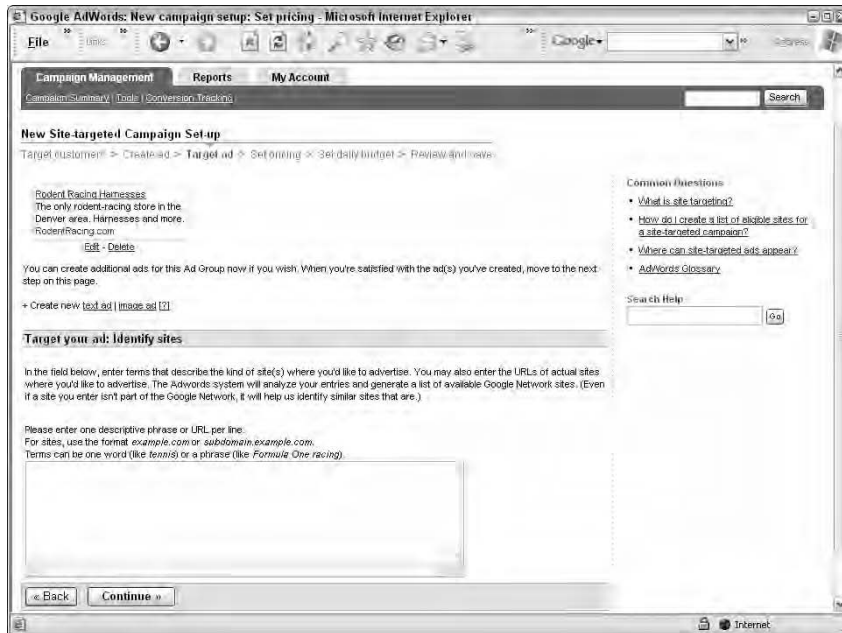 Google AdWords: New campaign setup: Set pricing - Microsoft Internet Explorer
File
Links
Google
Campaign Management Reports My Account
Campaign Summary | Tools | Conversion Tracking
Search
New Site-targeted Campaign Set-up
Target customers > Create ad > Target ad > Set pricing > Set daily budget > Review and save
Rodent Racing Harnesses
The only rodent-racing store in the
Denver area. Harnesses and more.
RodentRacing.com
Edit - Delete
You can create additional ads for this Ad Group now if you wish. When you're satisfied with the ad(s) you've created, move to the next
step on this page.
+ Create new text ad | image ad [?]
Target your ad: Identify sites
In the field below, enter terms that describe the kind of site(s) where you'd like to advertise. You may also enter the URLs of actual sites
where you'd like to advertise. The Adwords system will analyze your entries and generate a list of available Google Network sites. (Even
if a site you enter isn't part of the Google Network, it will help us identify similar sites that are.)
Please enter one descriptive phrase or URL per line.
For sites, use the format example.com or subdomain.example.com.
Terms can be one word (like tennis) or a phrase (like Formula One racing).
« Back Continue »
Common Questions
• What is site targeting?
• How do I create a list of eligible sites for
a site-targeted campaign?
• Where can site-targeted ads appear?
• AdWords Glossary
Search Help
Go
Internet